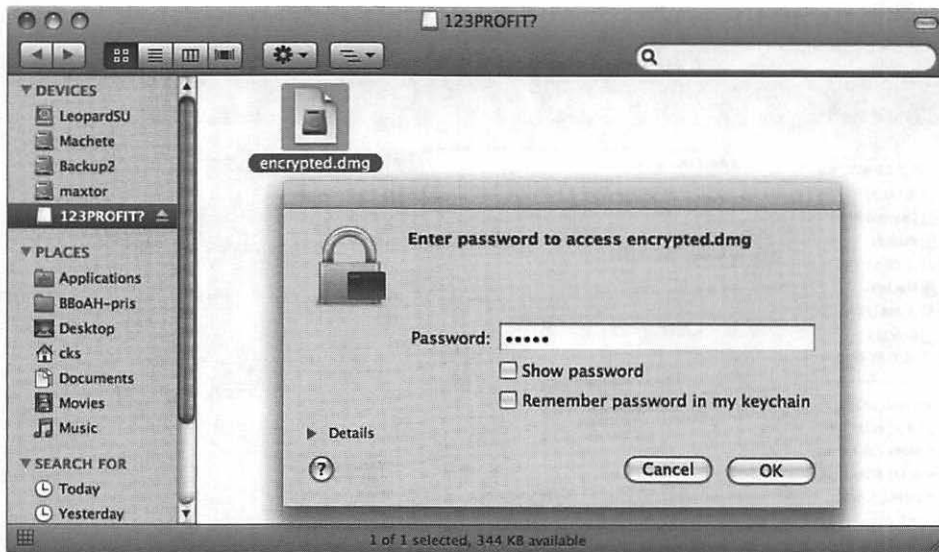 123PROFIT?
DEVICES
LeopardSU
Machete
Backup2
maxtor
123PROFIT?
PLACES
Applications
BBoAH-pris
Desktop
cks
Documents
Movies
Music
SEARCH FOR
Today
Yesterday
encrypted.dmg
Enter password to access encrypted.dmg
Password: •••••
Show password
Remember password in my keychain
Details
?
Cancel
OK
1 of 1 selected, 344 KB available